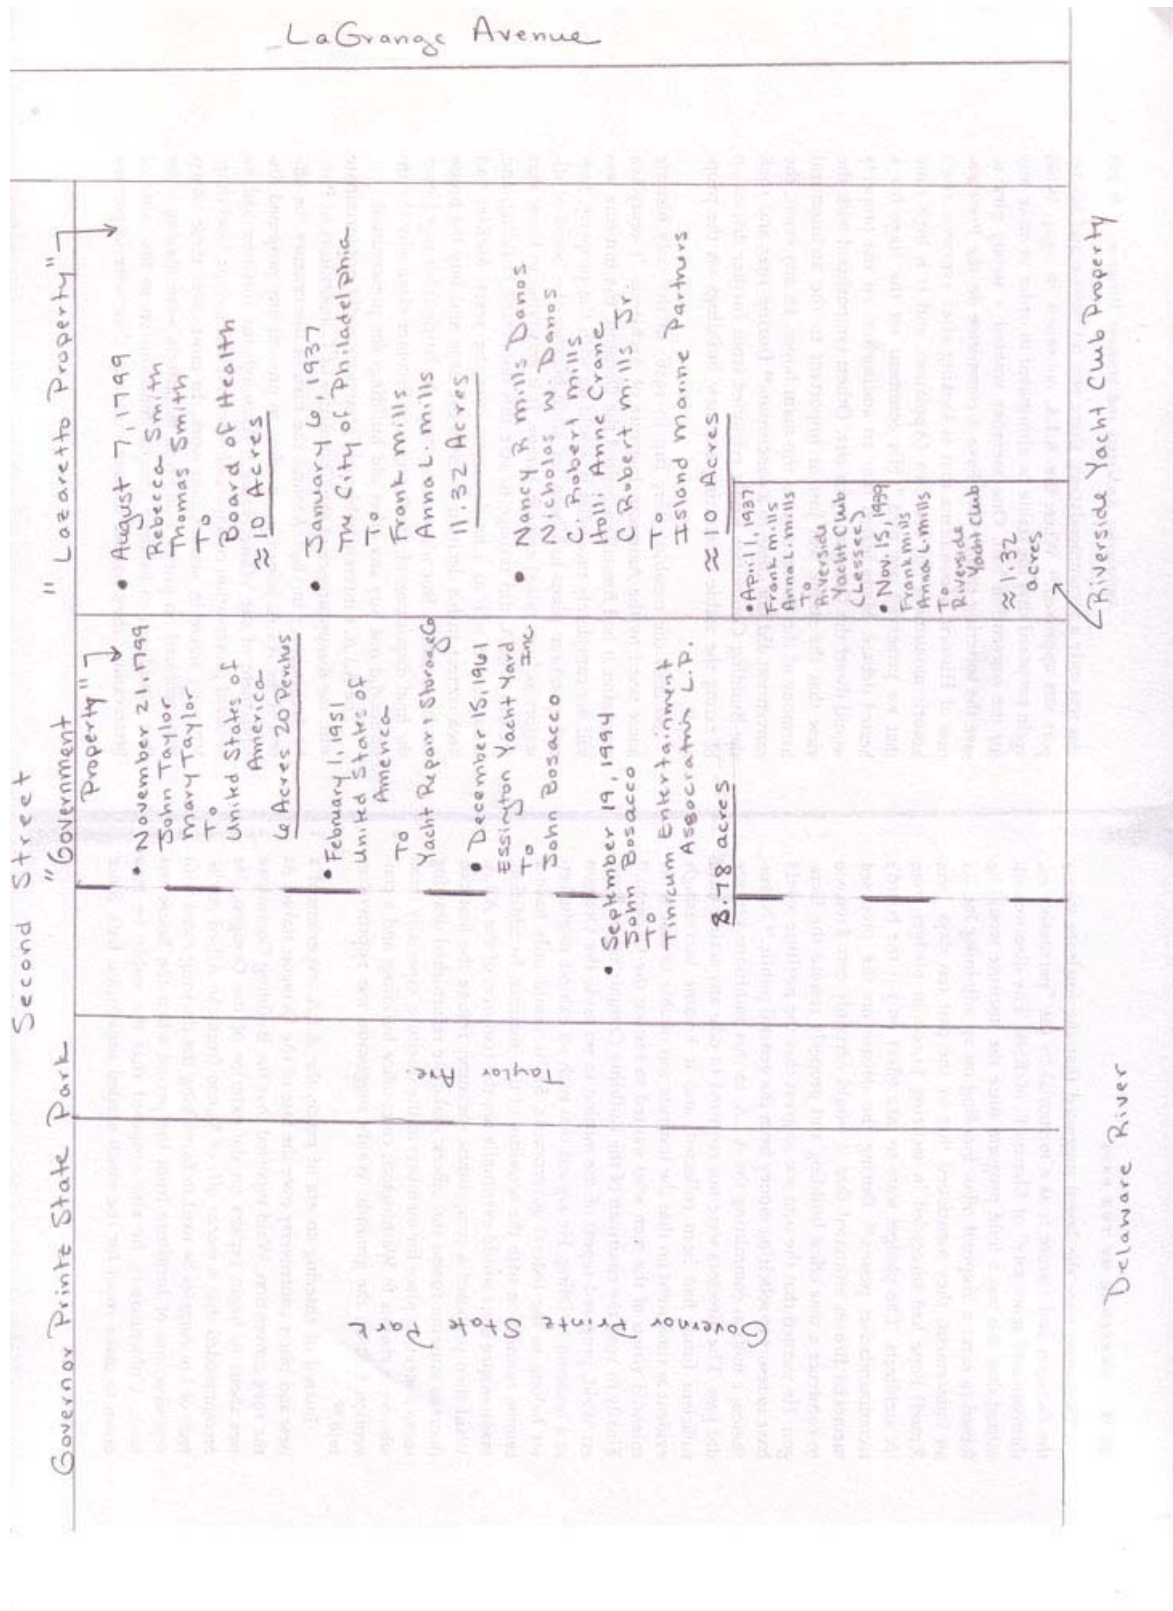 LaGrange Avenue
Second Street
Governor Printz State Park
"Government
Property"
• November 21, 1799
John Taylor
Mary Taylor
To
United States of
America
6 Acres 20 Perches
• February 1, 1951
United States of
America
To
Yacht Repair & Storage Co
• December 15, 1961
Essington Yacht Yard
Inc
To
John Bosacco
• September 19, 1994
John Bosacco
To
Tinicum Entertainment
Associatrin L.P.
8.78 acres
"Lazaretto Property"
• August 7, 1799
Rebecca Smith
Thomas Smith
To
Board of Health
≈ 10 Acres
• January 6, 1937
The City of Philadelphia
To
Frank Mills
Anna L. Mills
11.32 Acres
• Nancy R Mills Danos
Nicholas W. Danos
C. Robert Mills
Holli Anne Crane
C Robert Mills Jr.
To
Island Marine Partners
≈ 10 Acres
• April 1, 1937
Frank Mills
Anna L. Mills
To
Riverside
Yacht Club
(Lessee)
• Nov. 15, 1939
Frank Mills
Anna L. Mills
To
Riverside
Yacht Club
≈ 1.32
acres
Riverside Yacht Club Property
Taylor Ave.
Governor Printz State Park
Delaware River